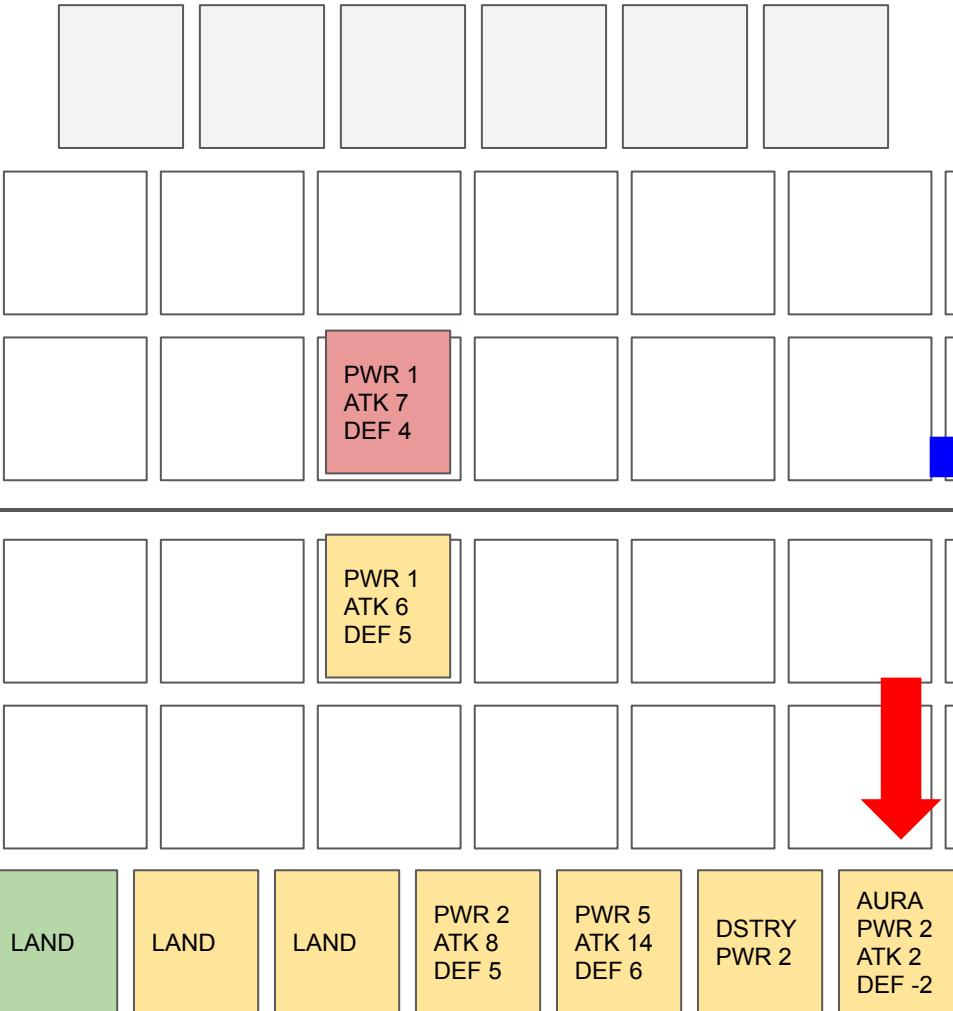 PWR 1
ATK 7
DEF 4
PWR 1
ATK 6
DEF 5
LAND
LAND
LAND
PWR 2
ATK 8
DEF 5
PWR 5
ATK 14
DEF 6
DSTRY
PWR 2
AURA
PWR 2
ATK 2
DEF -2